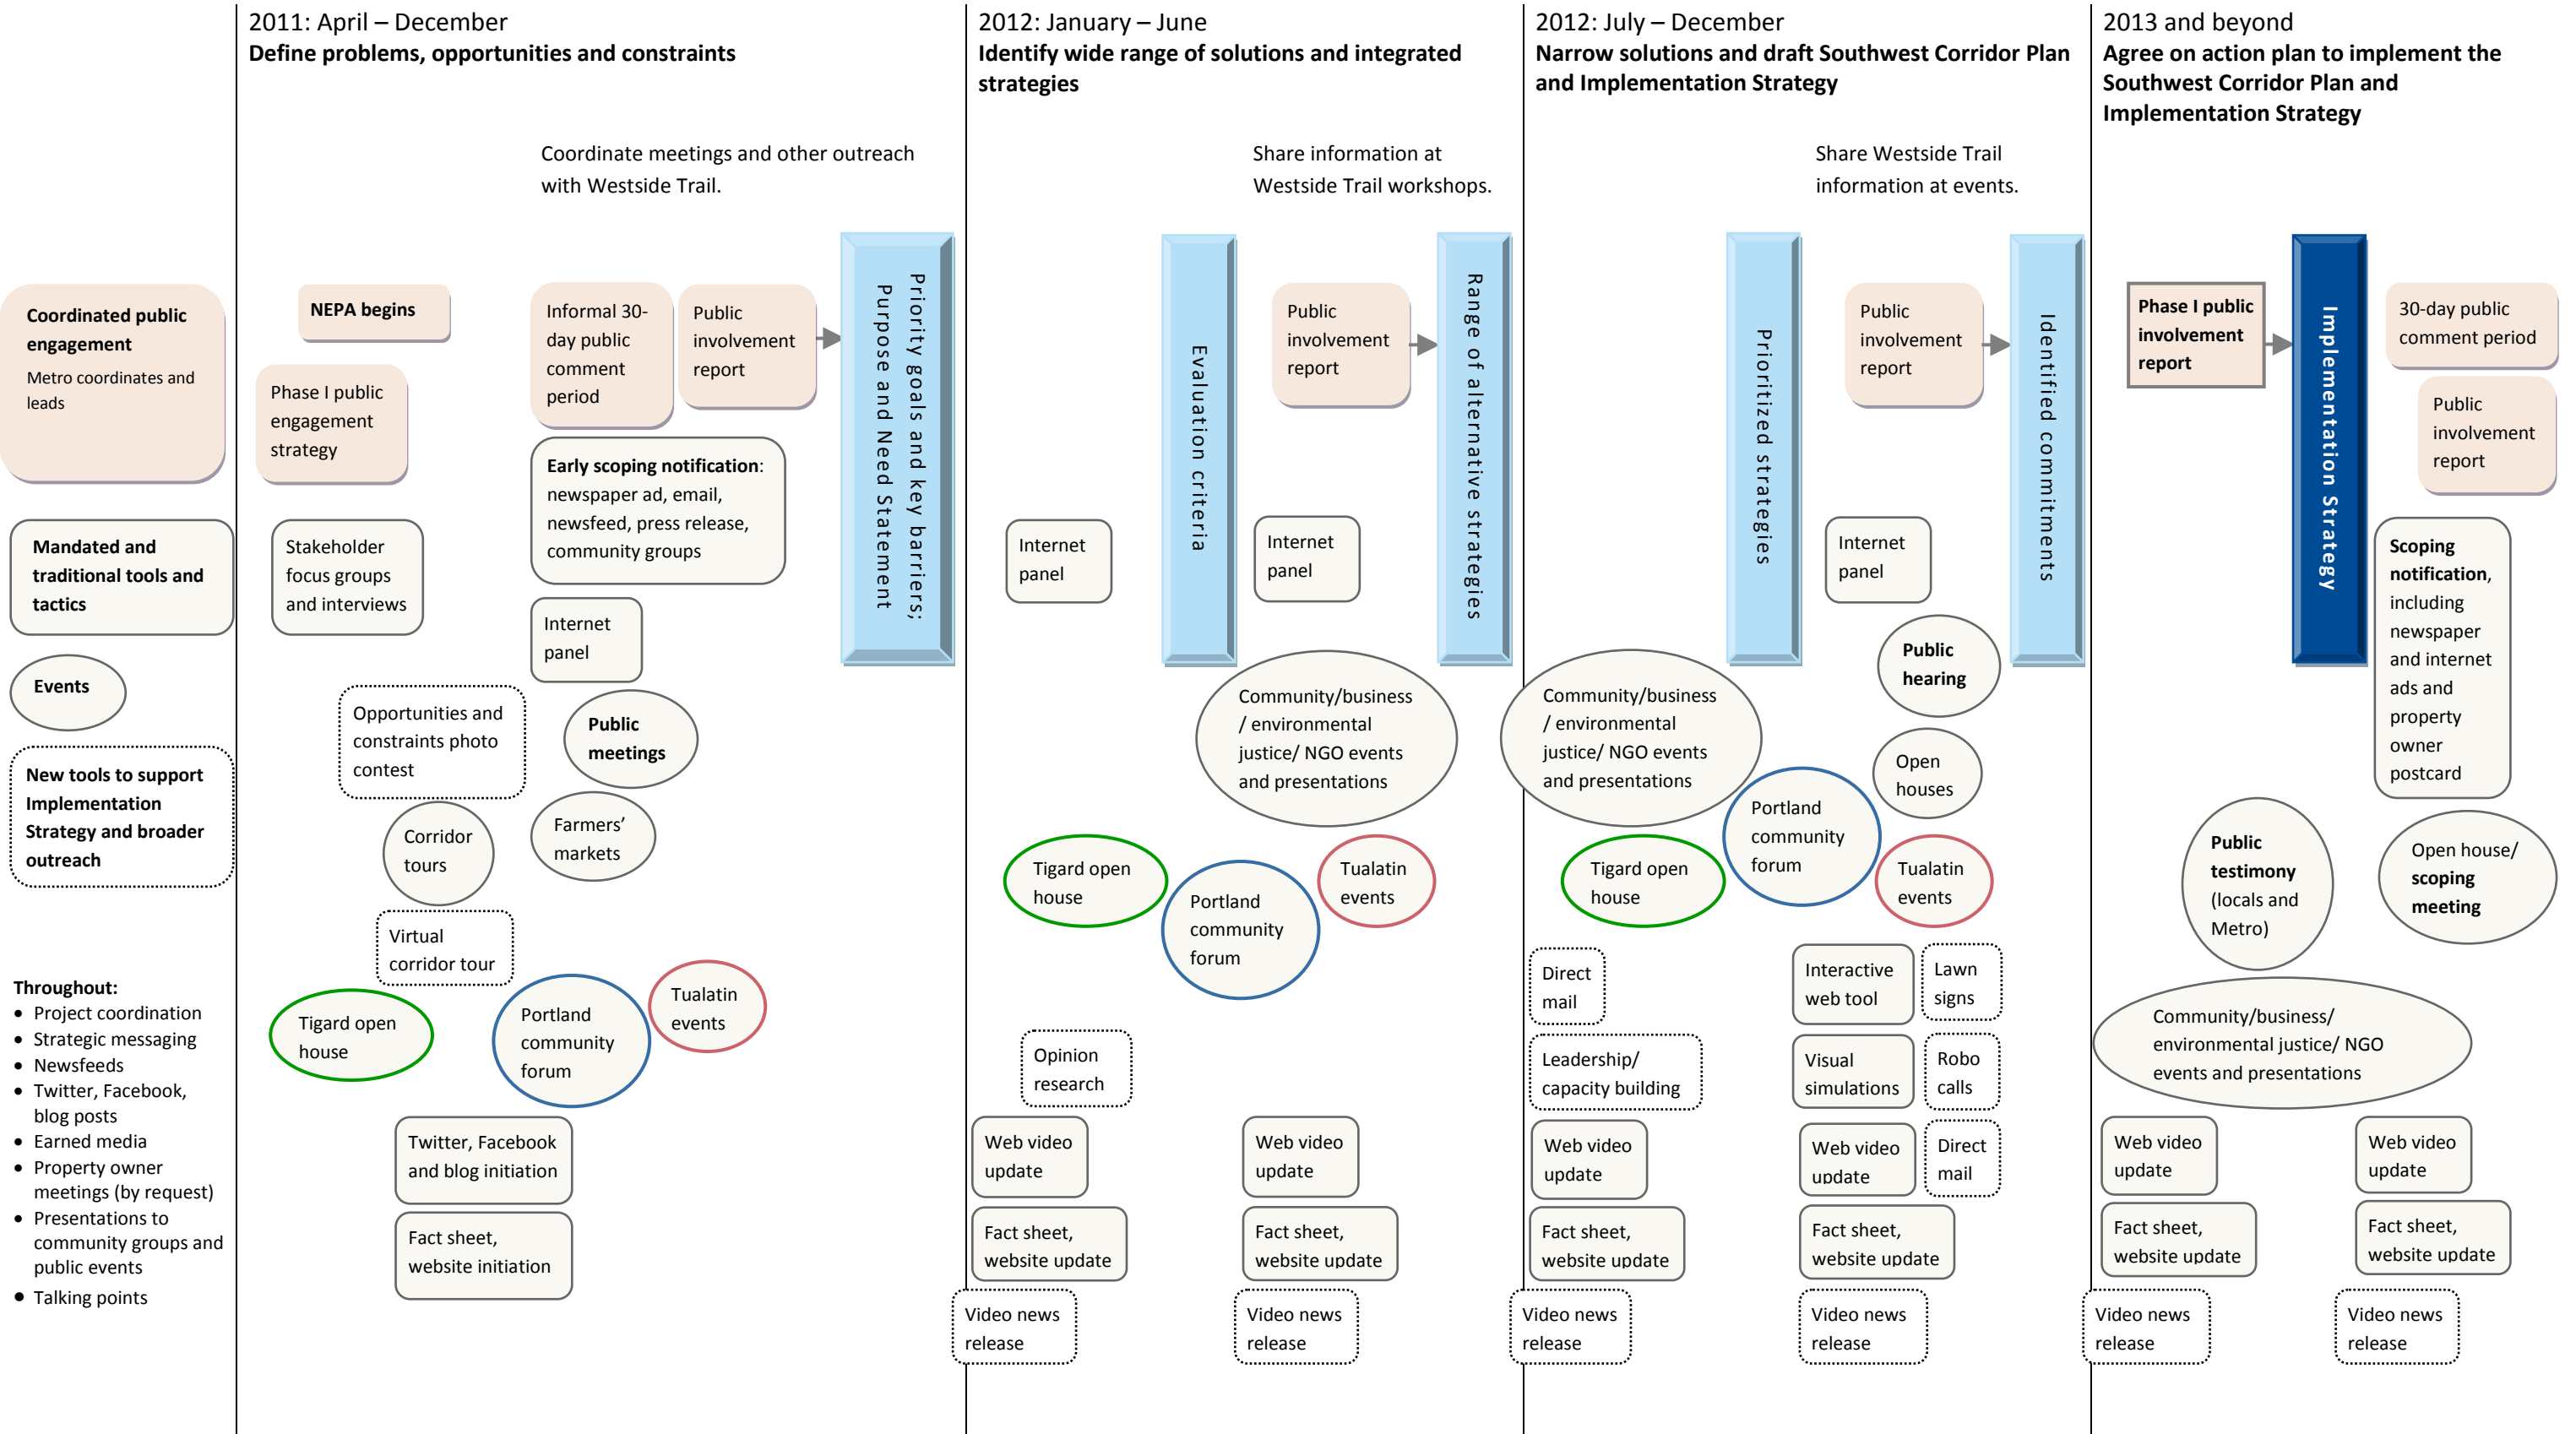 Coordinated public
engagement
Metro coordinates and
leads
Mandated and
traditional tools and
tactics
Events
New tools to support
Implementation
Strategy and broader
outreach
Throughout:
• Project coordination
• Strategic messaging
• Newsfeeds
• Twitter, Facebook,
blog posts
• Earned media
• Property owner
meetings (by request)
• Presentations to
community groups and
public events
• Talking points
2011: April – December
Define problems, opportunities and constraints
Coordinate meetings and other outreach
with Westside Trail.
NEPA begins
Phase I public
engagement
strategy
Informal 30-
day public
comment
period
Public
involvement
report
Priority goals and key barriers;
Purpose and Need Statement
Early scoping notification:
newspaper ad, email,
newsfeed, press release,
community groups
Stakeholder
focus groups
and interviews
Internet
panel
Opportunities and
constraints photo
contest
Public
meetings
Corridor
tours
Farmers’
markets
Virtual
corridor tour
Tigard open
house
Portland
community
forum
Tualatin
events
Twitter, Facebook
and blog initiation
Fact sheet,
website initiation
2012: January – June
Identify wide range of solutions and integrated
strategies
Share information at
Westside Trail workshops.
Evaluation criteria
Public
involvement
report
Range of alternative strategies
Internet
panel
Internet
panel
Community/business
/ environmental
justice/ NGO events
and presentations
Tigard open
house
Portland
community
forum
Tualatin
events
Opinion
research
Web video
update
Web video
update
Fact sheet,
website update
Fact sheet,
website update
Video news
release
Video news
release
2012: July – December
Narrow solutions and draft Southwest Corridor Plan
and Implementation Strategy
Share Westside Trail
information at events.
Prioritized strategies
Public
involvement
report
Identified commitments
Internet
panel
Public
hearing
Community/business
/ environmental
justice/ NGO events
and presentations
Open
houses
Portland
community
forum
Tigard open
house
Tualatin
events
Direct
mail
Interactive
web tool
Lawn
signs
Leadership/
capacity building
Visual
simulations
Robo
calls
Web video
update
Web video
update
Direct
mail
Fact sheet,
website update
Fact sheet,
website update
Video news
release
Video news
release
2013 and beyond
Agree on action plan to implement the
Southwest Corridor Plan and
Implementation Strategy
Phase I public
involvement
report
Implementation Strategy
30-day public
comment period
Public
involvement
report
Scoping
notification,
including
newspaper
and internet
ads and
property
owner
postcard
Public
testimony
(locals and
Metro)
Open house/
scoping
meeting
Community/business/
environmental justice/ NGO
events and presentations
Web video
update
Web video
update
Fact sheet,
website update
Fact sheet,
website update
Video news
release
Video news
release